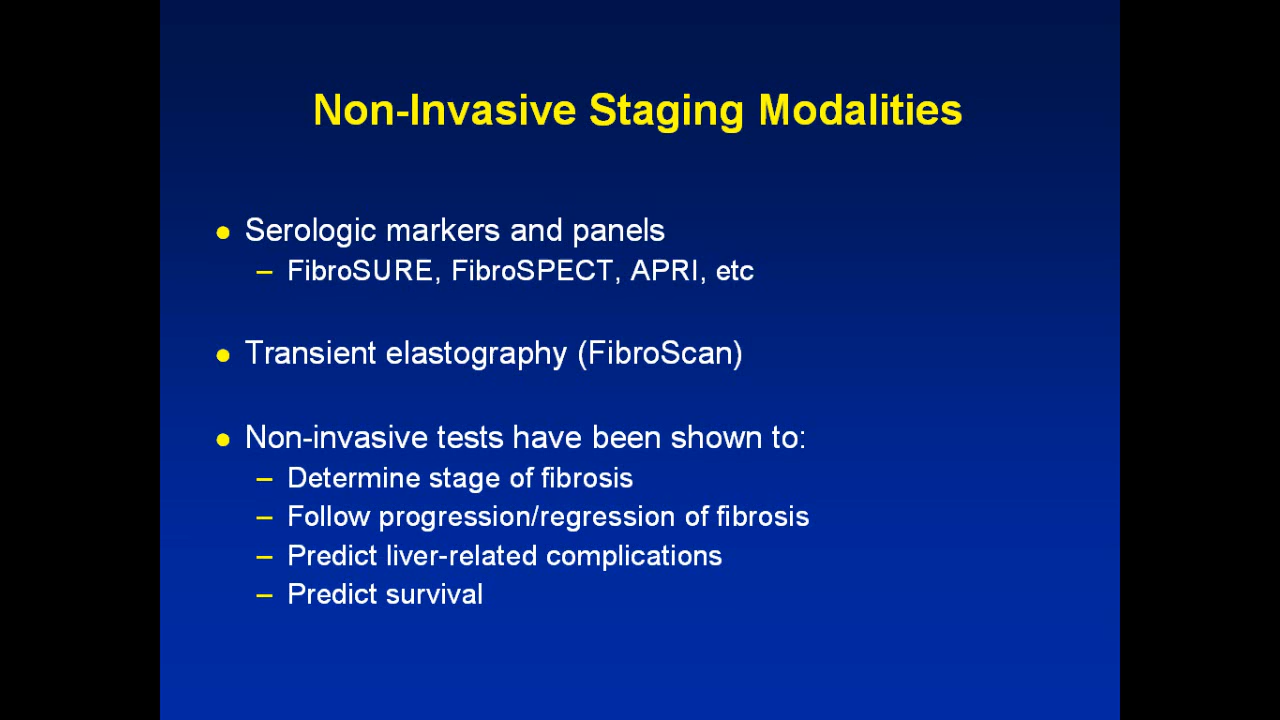 Non-Invasive Staging Modalities
● Serologic markers and panels
– FibroSURE, FibroSPECT, APRI, etc
● Transient elastography (FibroScan)
● Non-invasive tests have been shown to:
– Determine stage of fibrosis
– Follow progression/regression of fibrosis
– Predict liver-related complications
– Predict survival